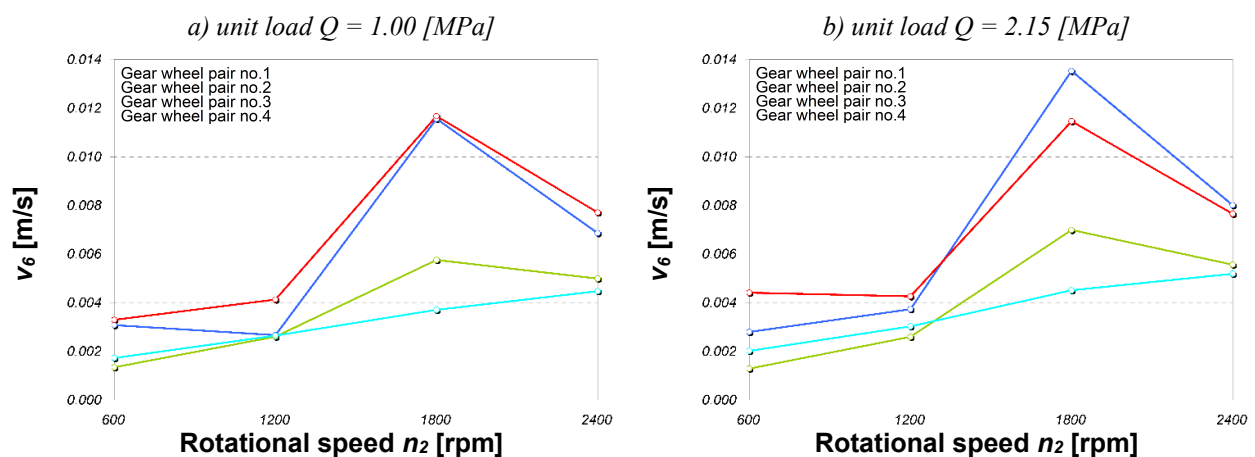 a) unit load Q = 1.00 [MPa]
0.014
0.012
0.010
0.008
0.006
0.004
0.002
0.000
Gear wheel pair no.1
Gear wheel pair no.2
Gear wheel pair no.3
Gear wheel pair no.4
v6 [m/s]
600
1200
1800
2400
Rotational speed n2 [rpm]
b) unit load Q = 2.15 [MPa]
0.014
0.012
0.010
0.008
0.006
0.004
0.002
0.000
Gear wheel pair no.1
Gear wheel pair no.2
Gear wheel pair no.3
Gear wheel pair no.4
v6 [m/s]
600
1200
1800
2400
Rotational speed n2 [rpm]